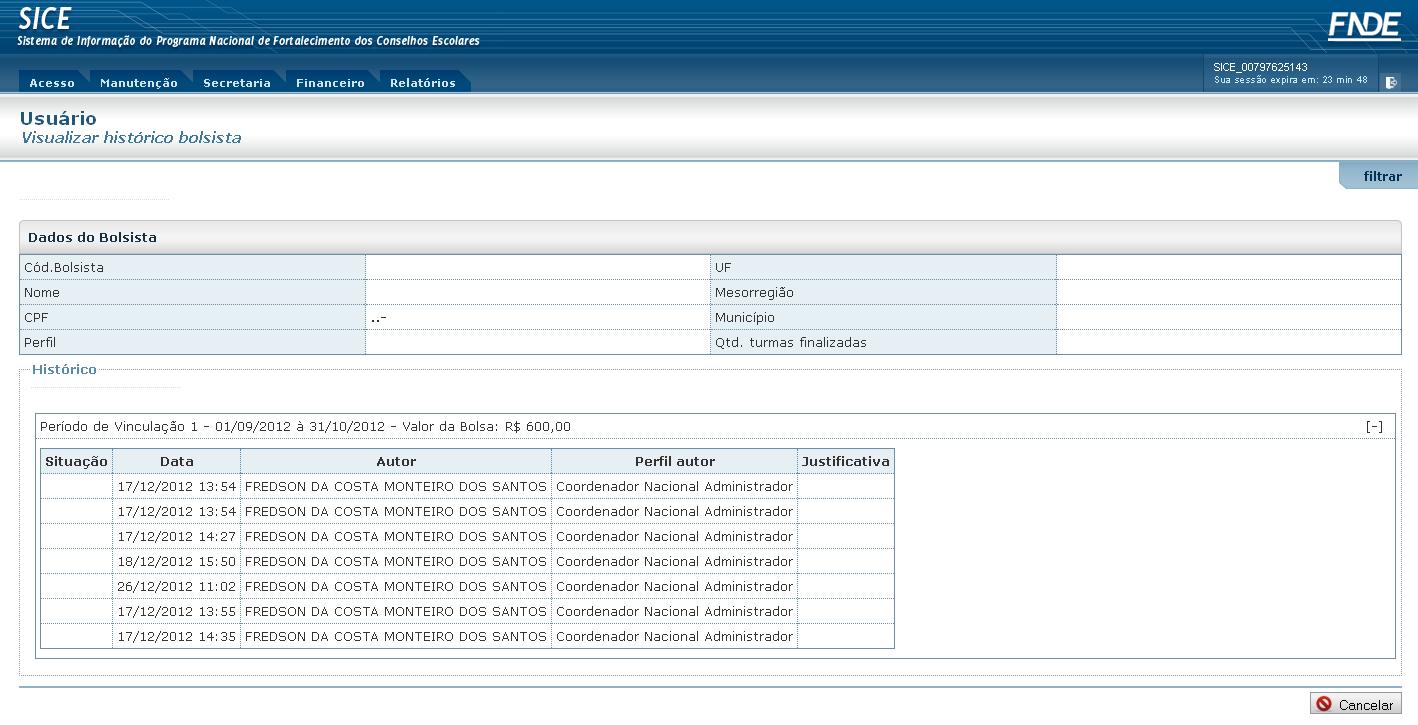 SICE
Sistema de Informação do Programa Nacional de Fortalecimento dos Conselhos Escolares
FNDE
Acesso Manutenção Secretaria Financeiro Relatórios
SICE_00797625143
Sua sessão expira em: 23 min 48
Usuário
Visualizar histórico bolsista
filtrar
Dados do Bolsista
Cód.Bolsista UF
Nome Mesorregião
CPF ..- Município
Perfil Qtd. turmas finalizadas
Histórico
Período de Vinculação 1 - 01/09/2012 à 31/10/2012 - Valor da Bolsa: R$ 600,00 [-]
Situação Data Autor Perfil autor Justificativa
17/12/2012 13:54 FREDSON DA COSTA MONTEIRO DOS SANTOS Coordenador Nacional Administrador
17/12/2012 13:54 FREDSON DA COSTA MONTEIRO DOS SANTOS Coordenador Nacional Administrador
17/12/2012 14:27 FREDSON DA COSTA MONTEIRO DOS SANTOS Coordenador Nacional Administrador
18/12/2012 15:50 FREDSON DA COSTA MONTEIRO DOS SANTOS Coordenador Nacional Administrador
26/12/2012 11:02 FREDSON DA COSTA MONTEIRO DOS SANTOS Coordenador Nacional Administrador
17/12/2012 13:55 FREDSON DA COSTA MONTEIRO DOS SANTOS Coordenador Nacional Administrador
17/12/2012 14:35 FREDSON DA COSTA MONTEIRO DOS SANTOS Coordenador Nacional Administrador
Cancelar